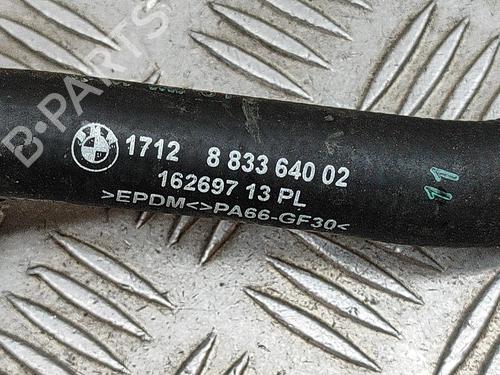 B-PARTS
1712 8 833 640 02
162697 13 PL
>EPDM<>PA66-GF30<
11